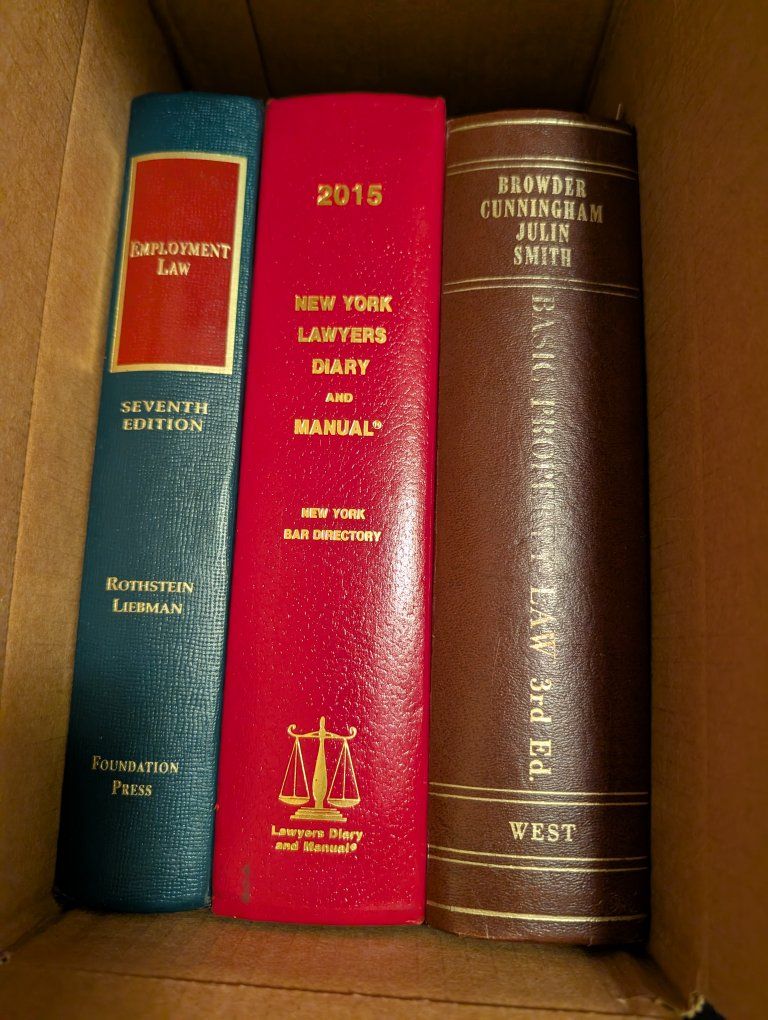 EMPLOYMENT
LAW
SEVENTH
EDITION
ROTHSTEIN
LIEBMAN
FOUNDATION
PRESS
2015
NEW YORK
LAWYERS
DIARY
AND
MANUAL®
NEW YORK
BAR DIRECTORY
Lawyers Diary
and Manual®
BROWDER
CUNNINGHAM
JULIN
SMITH
BASIC PROPERTY LAW 3rd Ed.
WEST